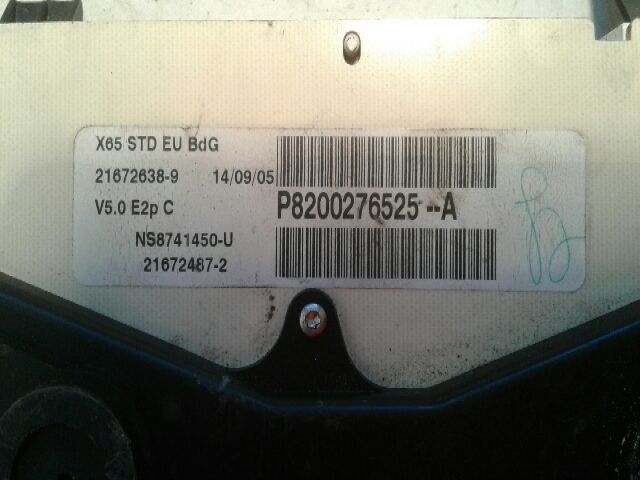 X65 STD EU BdG
21672638-9 14/09/05
V5.0 E2p C
P8200276525--A
NS8741450-U
21672487-2